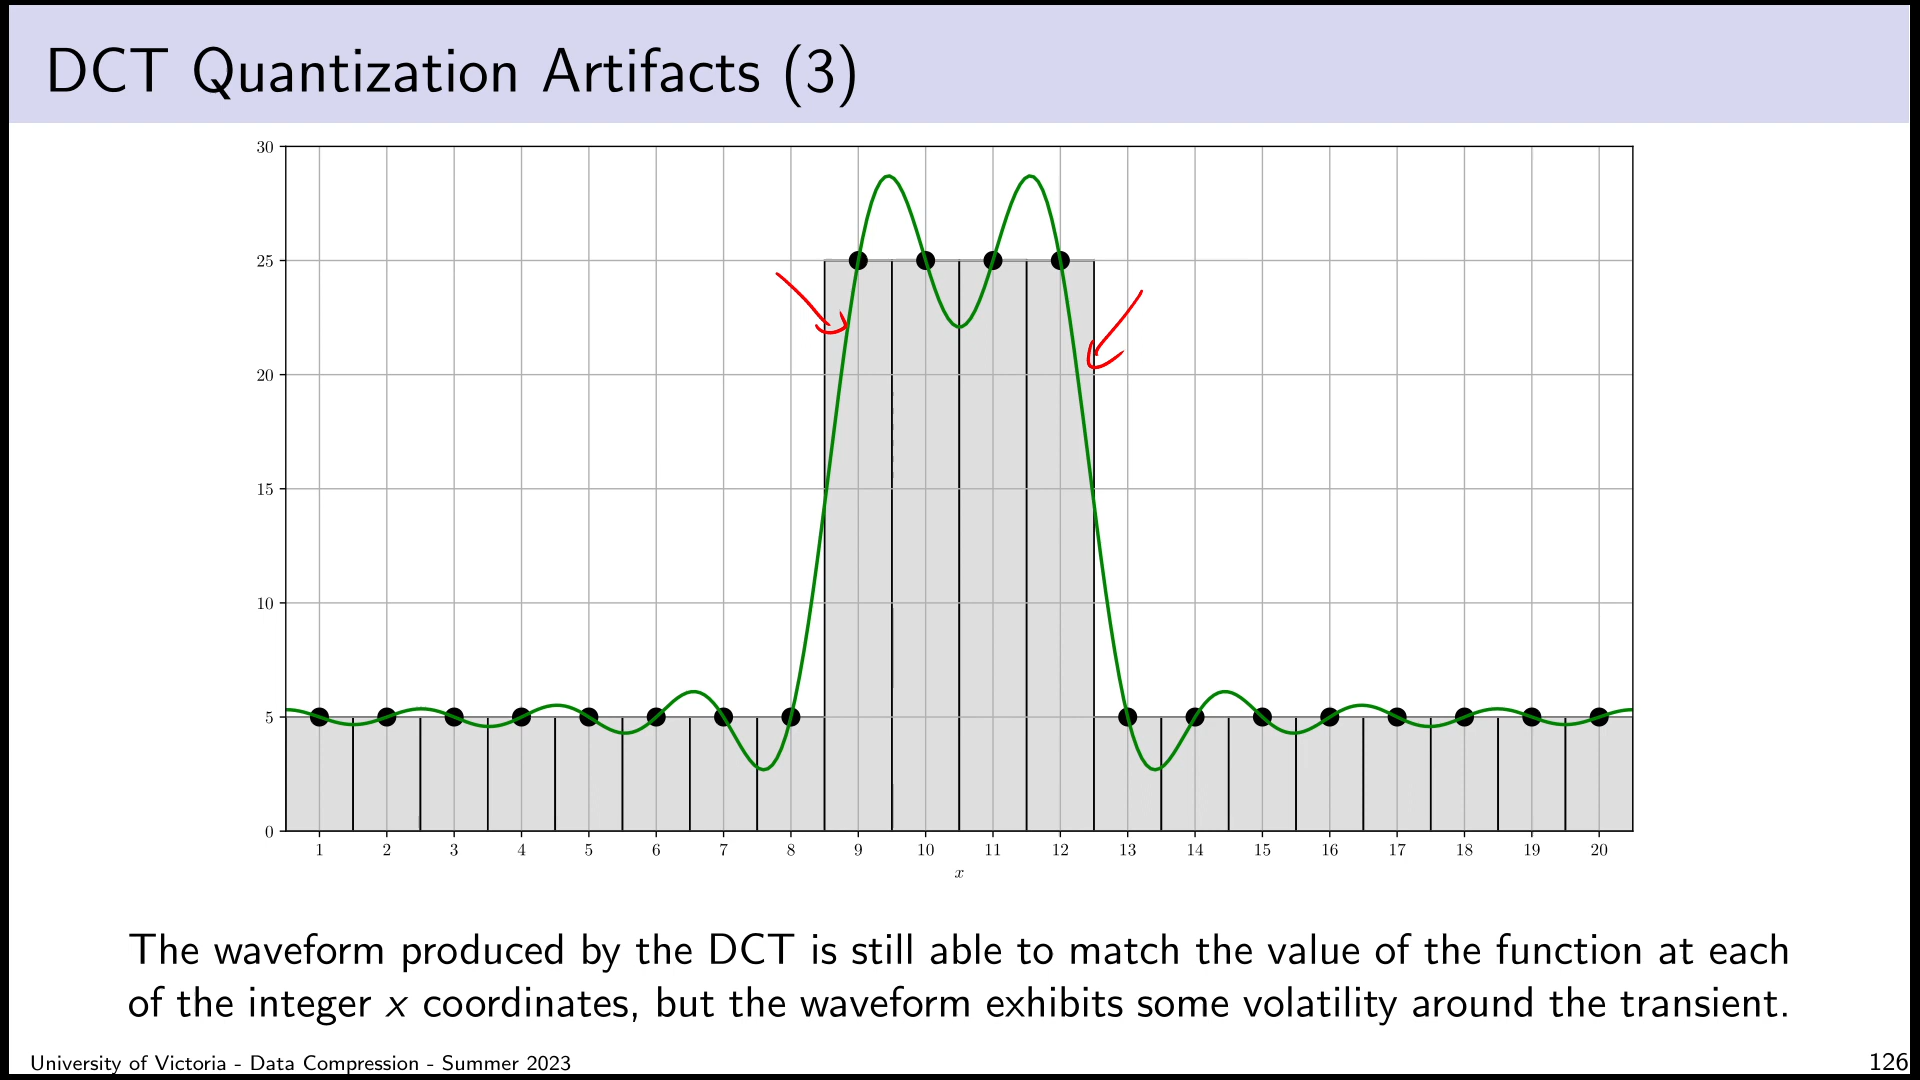 DCT Quantization Artifacts (3)
30
25
20
15
10
5
0
1 2 3 4 5 6 7 8 9 10 11 12 13 14 15 16 17 18 19 20
x
The waveform produced by the DCT is still able to match the value of the function at each
of the integer x coordinates, but the waveform exhibits some volatility around the transient.
University of Victoria - Data Compression - Summer 2023 126